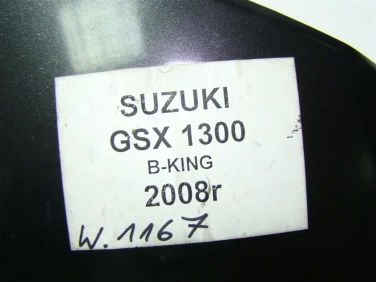 SUZUKI
GSX 1300
B-KING
2008r
W. 1167